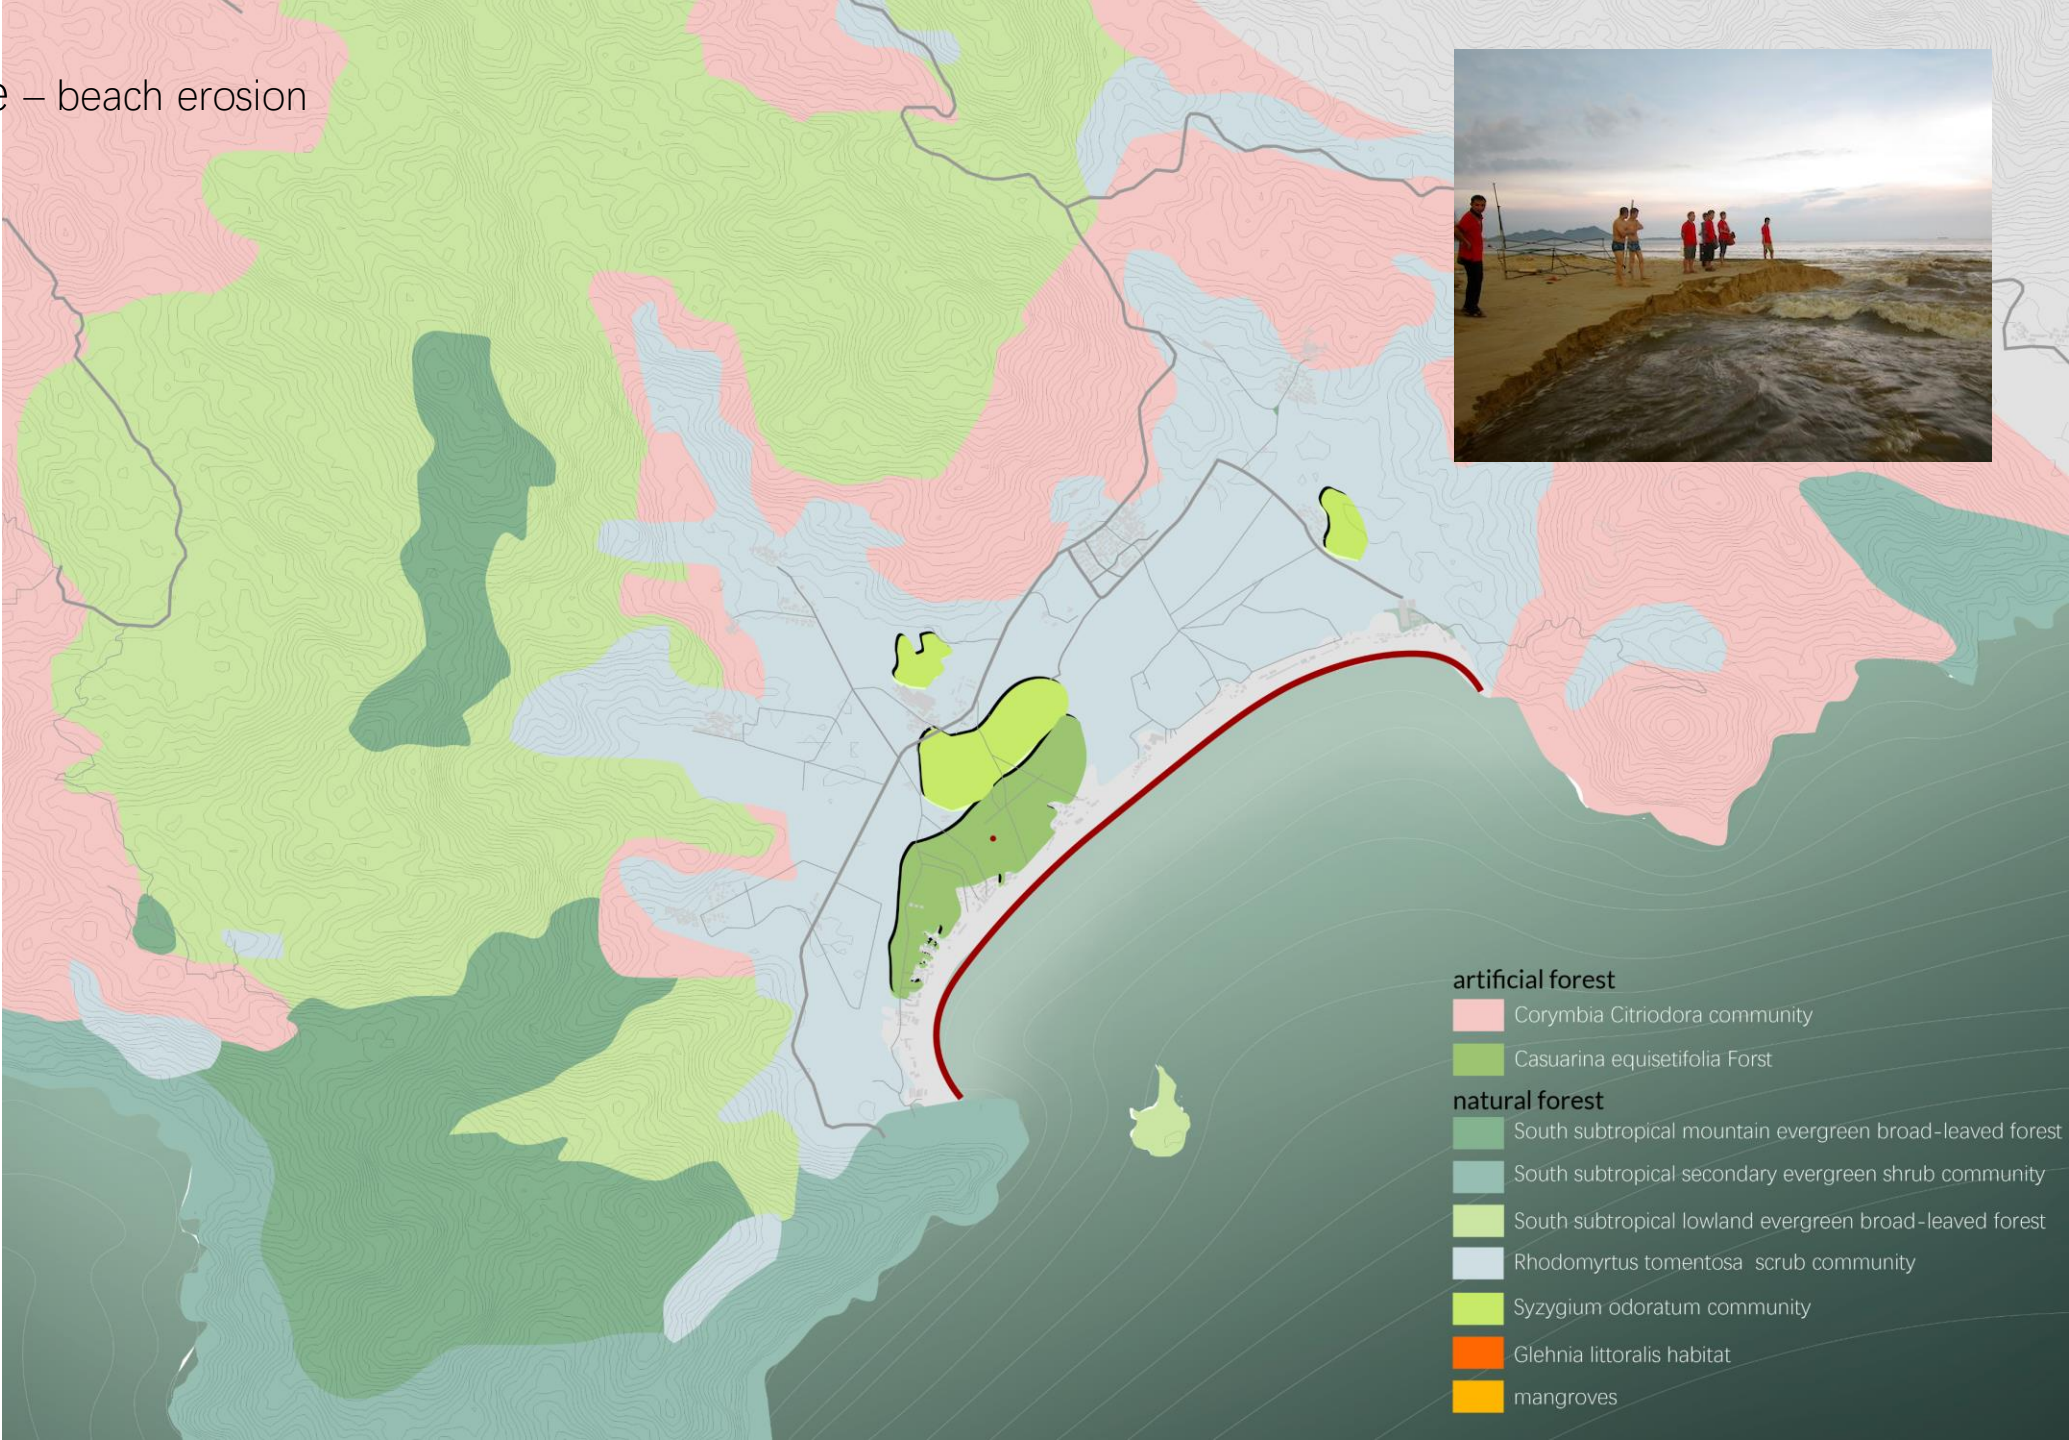 – beach erosion
artificial forest
Corymbia Citriodora community
Casuarina equisetifolia Forst
natural forest
South subtropical mountain evergreen broad-leaved forest
South subtropical secondary evergreen shrub community
South subtropical lowland evergreen broad-leaved forest
Rhodomyrtus tomentosa scrub community
Syzygium odoratum community
Glehnia littoralis habitat
mangroves